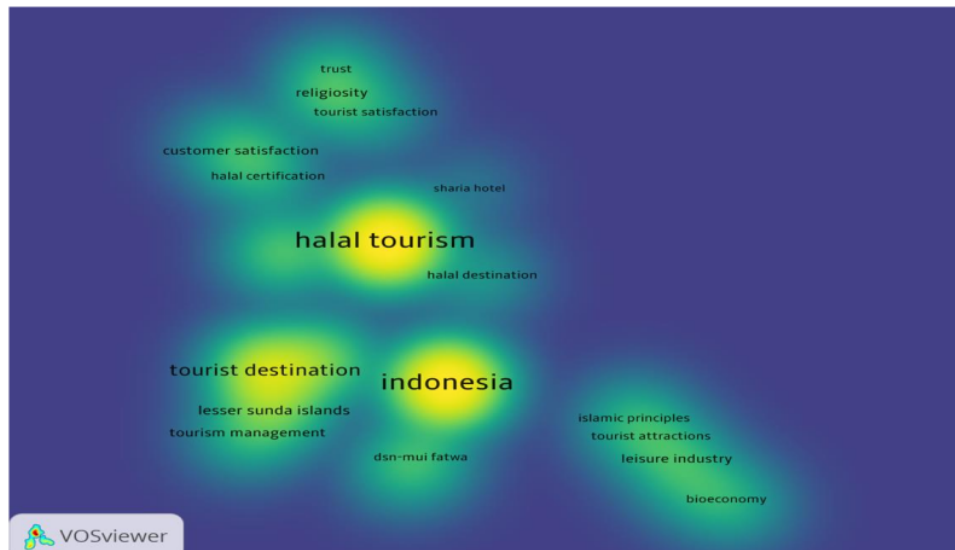 trust
religiosity
tourist satisfaction
customer satisfaction
halal certification
sharia hotel
halal tourism
halal destination
tourist destination
indonesia
lesser sunda islands
islamic principles
tourism management
tourist attractions
dsn-mui fatwa
leisure industry
bioeconomy
VOSviewer